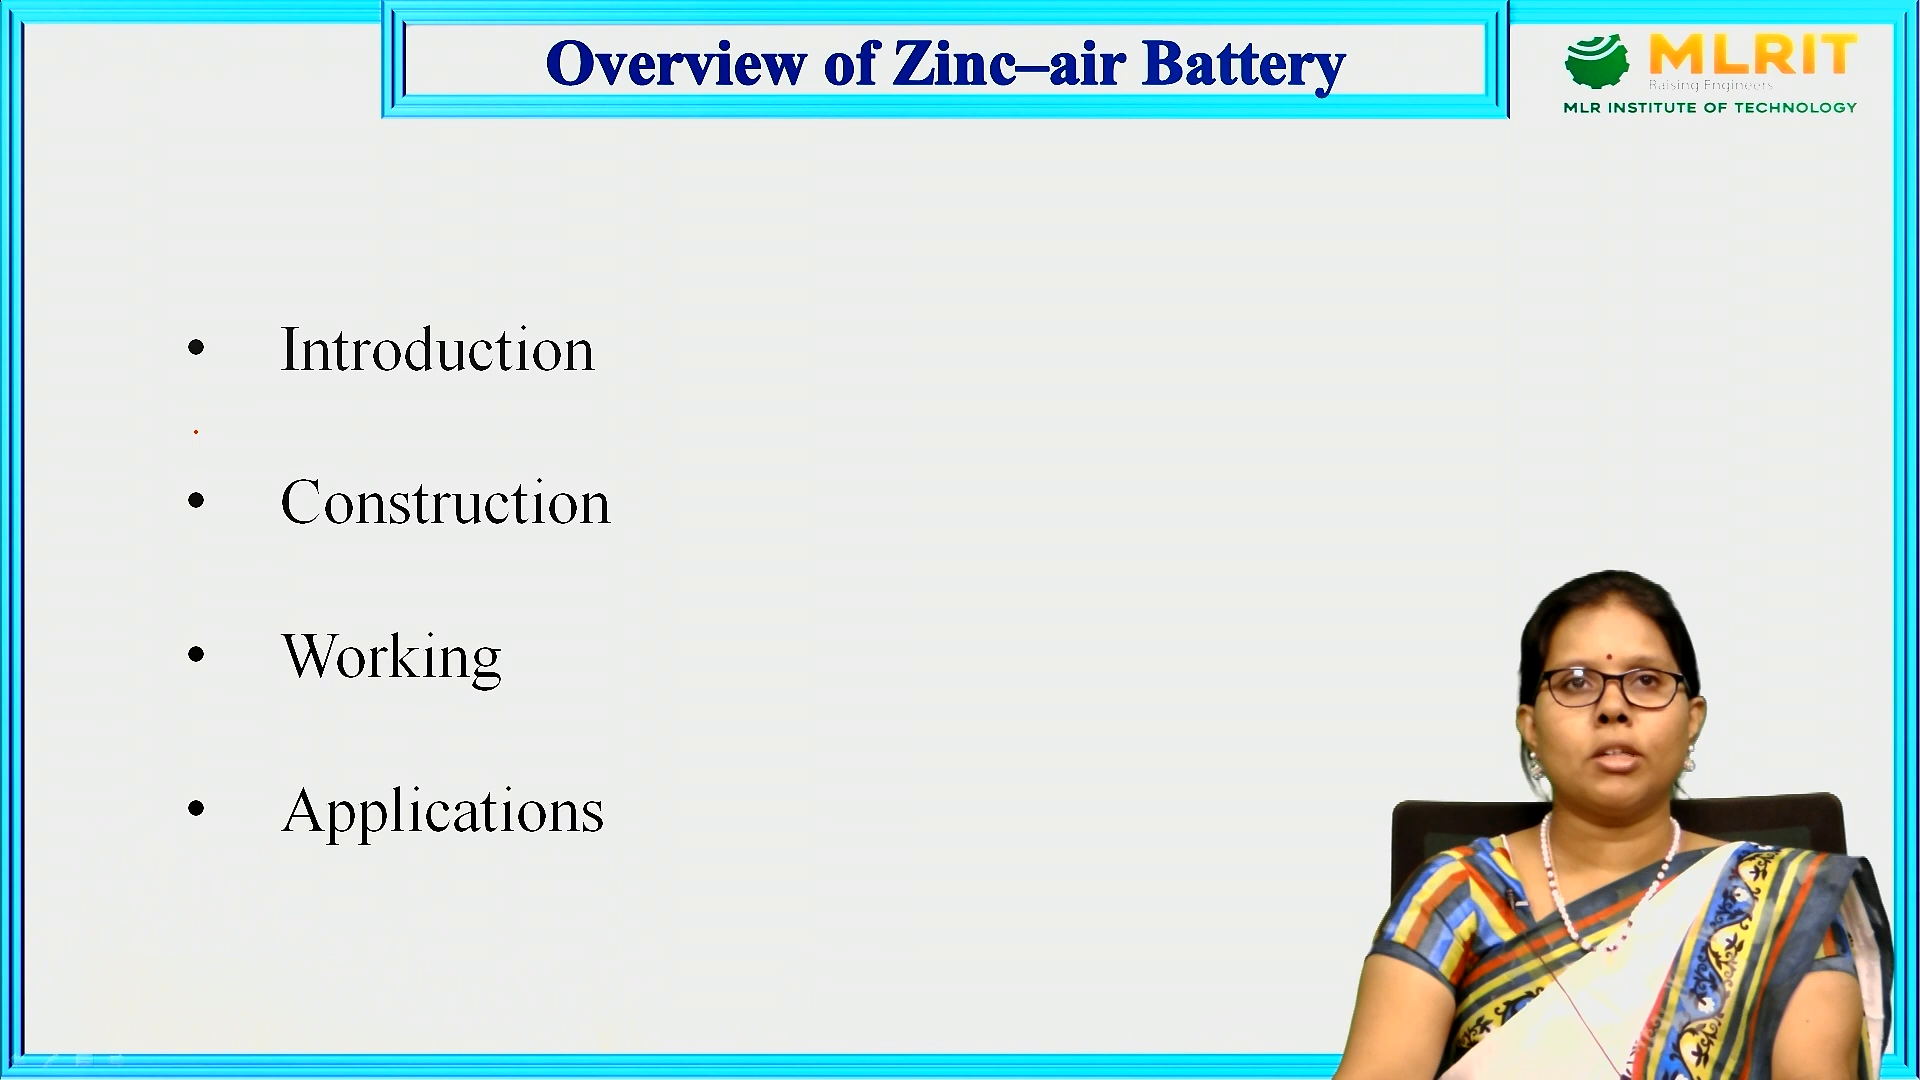 Overview of Zinc–air Battery
MLRIT
Raising Engineers
MLR INSTITUTE OF TECHNOLOGY
• Introduction
• Construction
• Working
• Applications